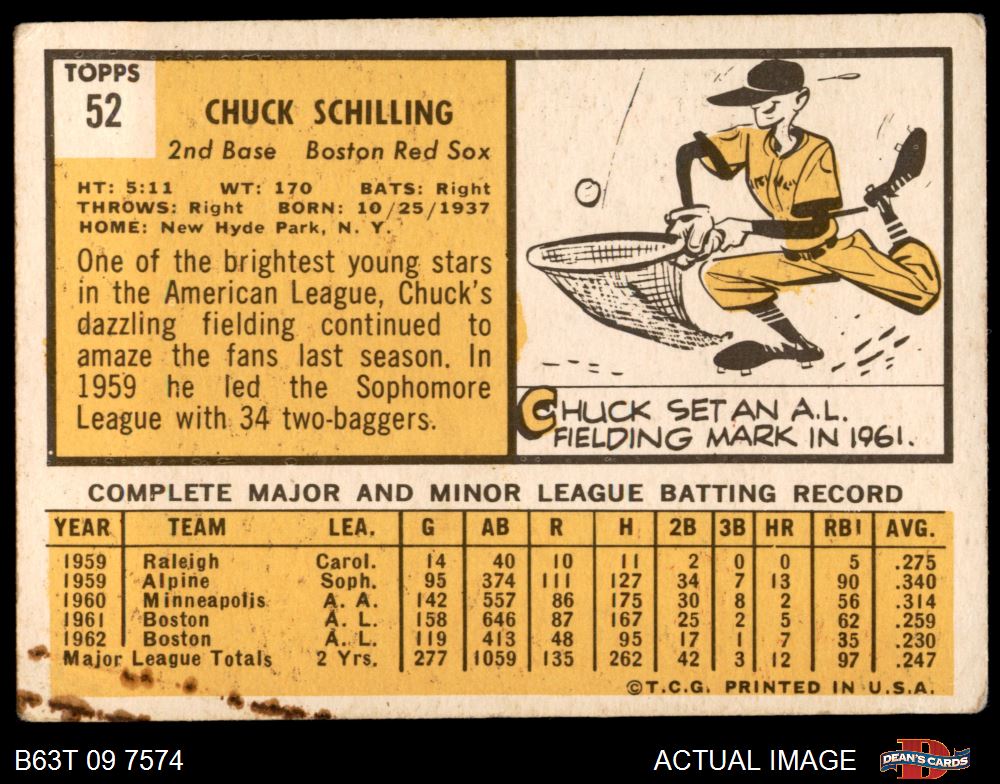 TOPPS
52
CHUCK SCHILLING
2nd Base Boston Red Sox
HT: 5:11 WT: 170 BATS: Right
THROWS: Right BORN: 10/25/1937
HOME: New Hyde Park, N. Y.
One of the brightest young stars
in the American League, Chuck's
dazzling fielding continued to
amaze the fans last season. In
1959 he led the Sophomore
League with 34 two-baggers.
CHUCK SET AN A.L.
FIELDING MARK IN 1961.
COMPLETE MAJOR AND MINOR LEAGUE BATTING RECORD
YEAR TEAM LEA. G AB R H 2B 3B HR RBI AVG.
1959 Raleigh Carol. 14 40 10 11 2 0 0 5 .275
1959 Alpine Soph. 95 374 111 127 34 7 13 90 .340
1960 Minneapolis A. A. 142 557 86 175 30 8 2 56 .314
1961 Boston A. L. 158 646 87 167 25 2 5 62 .259
1962 Boston A. L. 119 413 48 95 17 1 7 35 .230
Major League Totals 2 Yrs. 277 1059 135 262 42 3 12 97 .247
©T.C.G. PRINTED IN U.S.A.
B63T 09 7574 ACTUAL IMAGE
DEAN'S CARDS